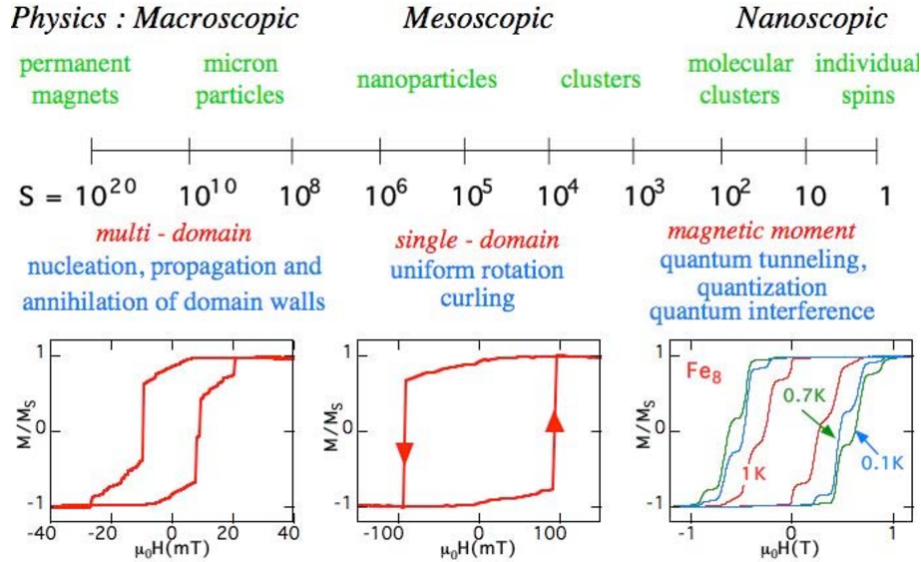 Physics : Macroscopic Mesoscopic Nanoscopic
permanent magnets
micron particles
nanoparticles
clusters
molecular clusters
individual spins
S = 10²⁰ 10¹⁰ 10⁸ 10⁶ 10⁵ 10⁴ 10³ 10² 10 1
multi - domain
nucleation, propagation and
annihilation of domain walls
single - domain
uniform rotation
curling
magnetic moment
quantum tunneling,
quantization
quantum interference
M/M_S
1
0
-1
-40 -20 0 20 40
μ₀H(mT)
M/M_S
1
0
-1
-100 0 100
μ₀H(mT)
M/M_S
1
0
-1
Fe₈
0.7K
1K
0.1K
-1 0 1
μ₀H(T)